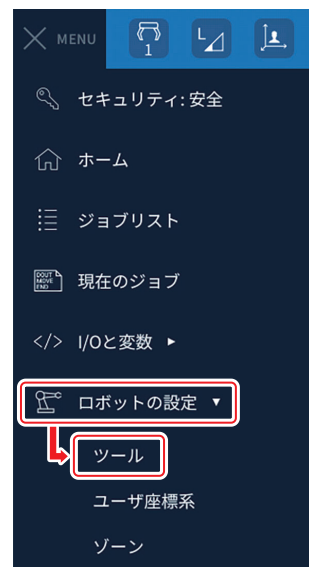 MENU
1
セキュリティ: 安全
ホーム
ジョブリスト
DOUT
MOVE
END
現在のジョブ
</> I/Oと変数 ▸
ロボットの設定 ▼
ツール
ユーザ座標系
ゾーン